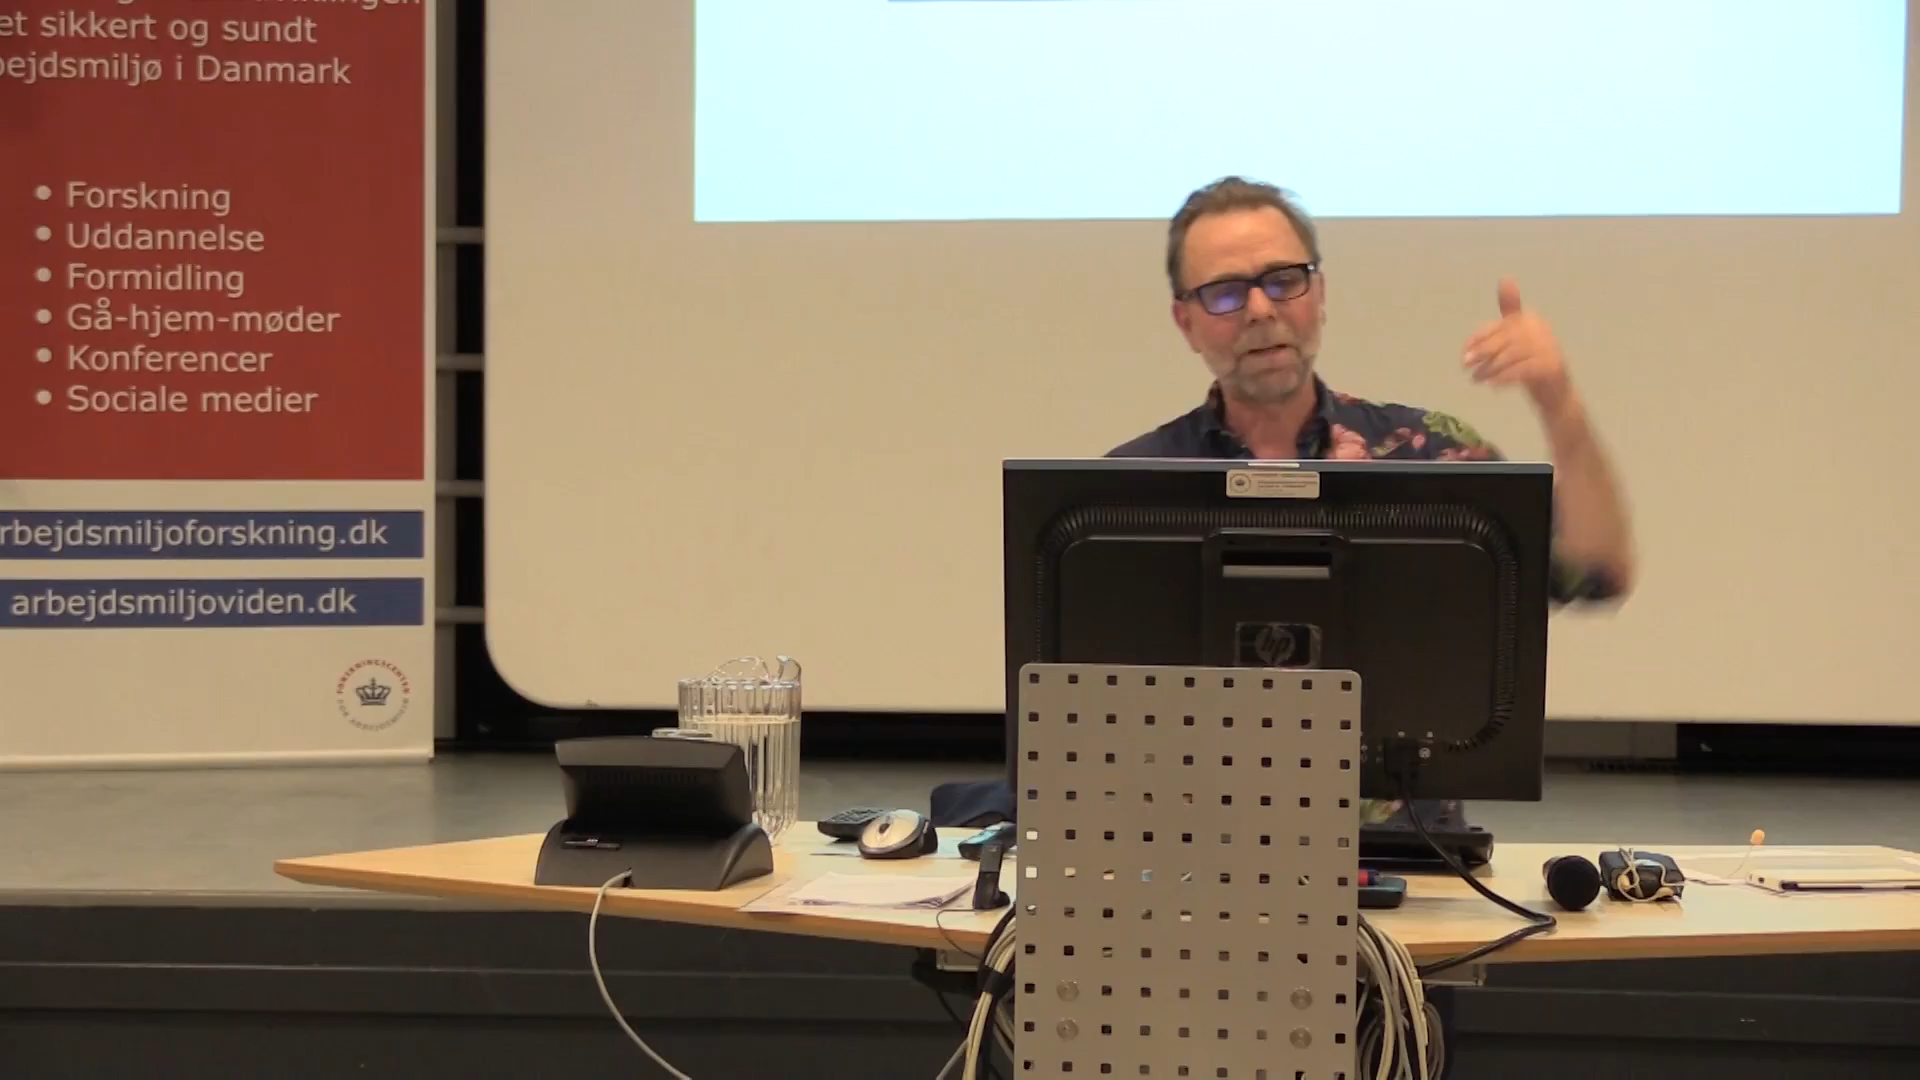 et sikkert og sundt
bejdsmiljø i Danmark
• Forskning
• Uddannelse
• Formidling
• Gå-hjem-møder
• Konferencer
• Sociale medier
rbejdsmiljoforskning.dk
arbejdsmiljoviden.dk
hp